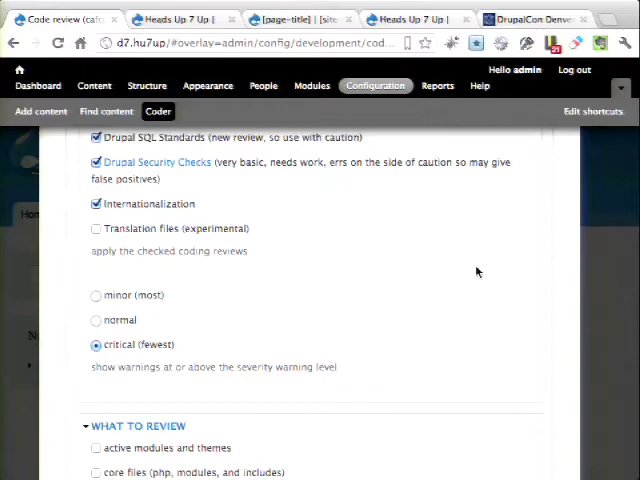 Code review (cafc
Heads Up 7 Up |
[page-title] | [site
Heads Up 7 Up |
DrupalCon Denver
d7.hu7up/#overlay=admin/config/development/cod...
21
Hello admin
Log out
Dashboard
Content
Structure
Appearance
People
Modules
Configuration
Reports
Help
Add content
Find content
Coder
Edit shortcuts
Drupal SQL Standards (new review, so use with caution)
Drupal Security Checks (very basic, needs work, errs on the side of caution so may give
false positives)
Internationalization
Translation files (experimental)
apply the checked coding reviews
minor (most)
normal
critical (fewest)
show warnings at or above the severity warning level
WHAT TO REVIEW
active modules and themes
core files (php, modules, and includes)